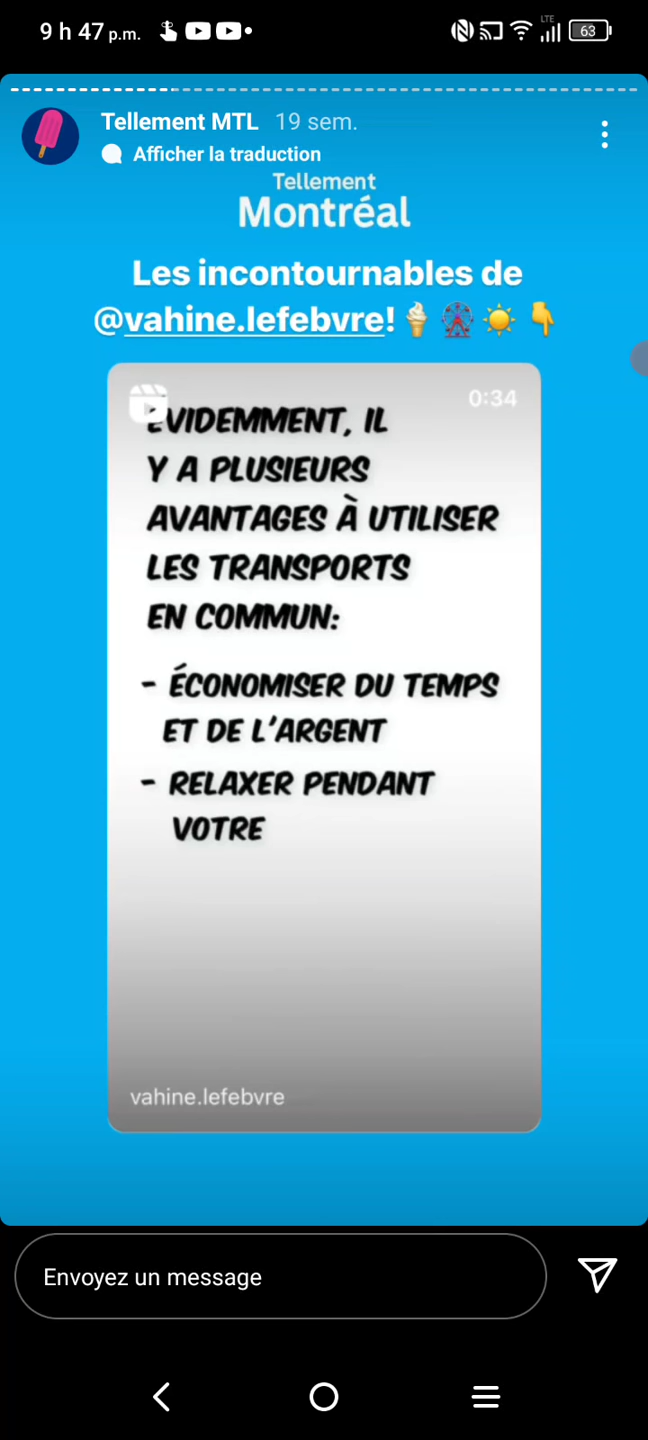 9 h 47 p.m.
LTE
63
Tellement MTL 19 sem.
Afficher la traduction
Tellement
Montréal
Les incontournables de
@vahine.lefebvre!🍦🎡☀️👇
0:34
ÉVIDEMMENT, IL
Y A PLUSIEURS
AVANTAGES À UTILISER
LES TRANSPORTS
EN COMMUN:
- ÉCONOMISER DU TEMPS
ET DE L'ARGENT
- RELAXER PENDANT
VOTRE
vahine.lefebvre
Envoyez un message